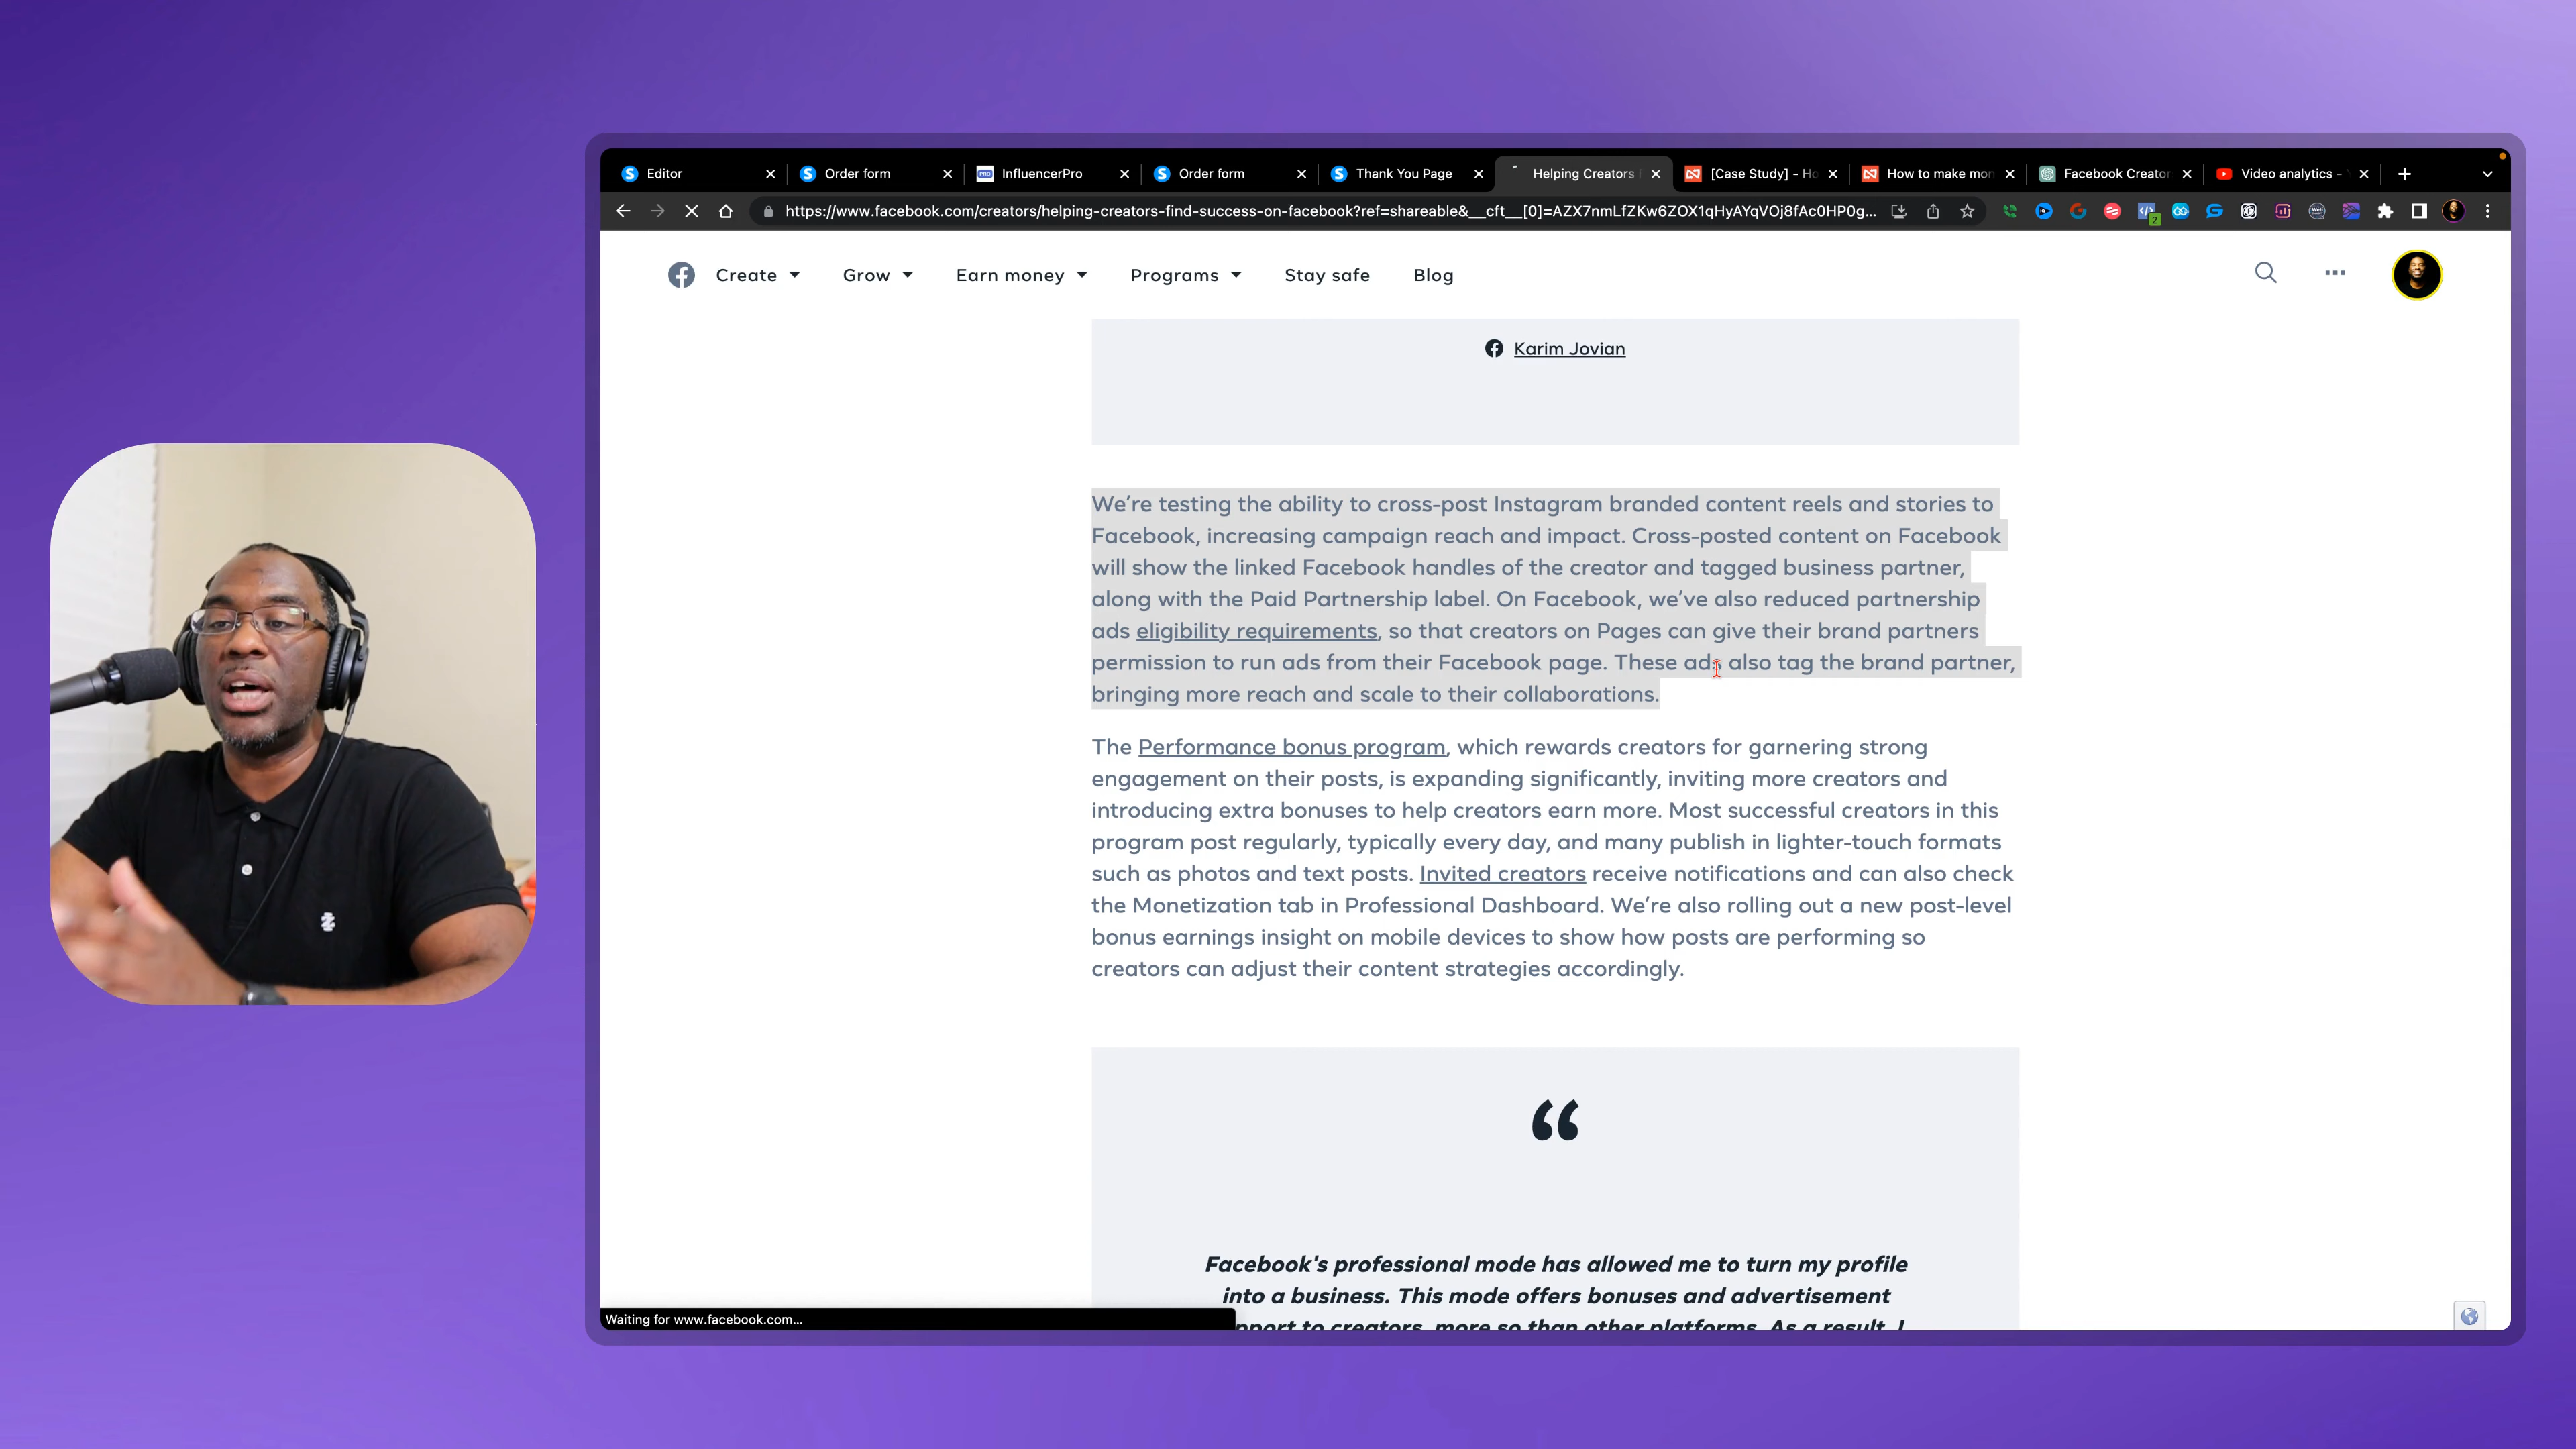 Editor
Order form
InfluencerPro
Order form
Thank You Page
Helping Creators
[Case Study] - Ho
How to make mon
Facebook Creator
Video analytics -
https://www.facebook.com/creators/helping-creators-find-success-on-facebook?ref=shareable&__cft__[0]=AZX7nmLfZKw6ZOX1qHyAYqVOj8fAc0HP0g...
Create
Grow
Earn money
Programs
Stay safe
Blog
Karim Jovian
We’re testing the ability to cross-post Instagram branded content reels and stories to
Facebook, increasing campaign reach and impact. Cross-posted content on Facebook
will show the linked Facebook handles of the creator and tagged business partner,
along with the Paid Partnership label. On Facebook, we’ve also reduced partnership
ads eligibility requirements, so that creators on Pages can give their brand partners
permission to run ads from their Facebook page. These ads also tag the brand partner,
bringing more reach and scale to their collaborations.
The Performance bonus program, which rewards creators for garnering strong
engagement on their posts, is expanding significantly, inviting more creators and
introducing extra bonuses to help creators earn more. Most successful creators in this
program post regularly, typically every day, and many publish in lighter-touch formats
such as photos and text posts. Invited creators receive notifications and can also check
the Monetization tab in Professional Dashboard. We’re also rolling out a new post-level
bonus earnings insight on mobile devices to show how posts are performing so
creators can adjust their content strategies accordingly.
“
Facebook's professional mode has allowed me to turn my profile
into a business. This mode offers bonuses and advertisement
pport to creators, more so than other platforms. As a result, I
Waiting for www.facebook.com...